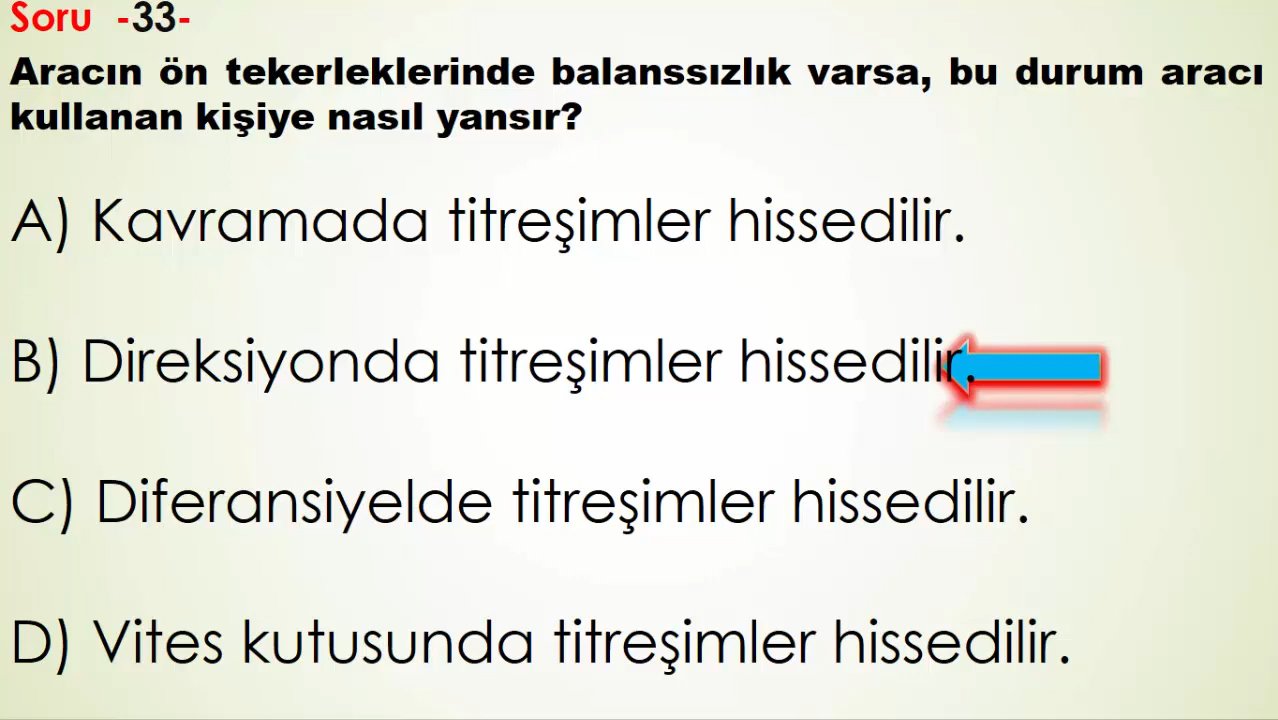 Soru -33-
Aracın ön tekerleklerinde balanssızlık varsa, bu durum aracı
kullanan kişiye nasıl yansır?
A) Kavramada titreşimler hissedilir.
B) Direksiyonda titreşimler hissedilir.
C) Diferansiyelde titreşimler hissedilir.
D) Vites kutusunda titreşimler hissedilir.